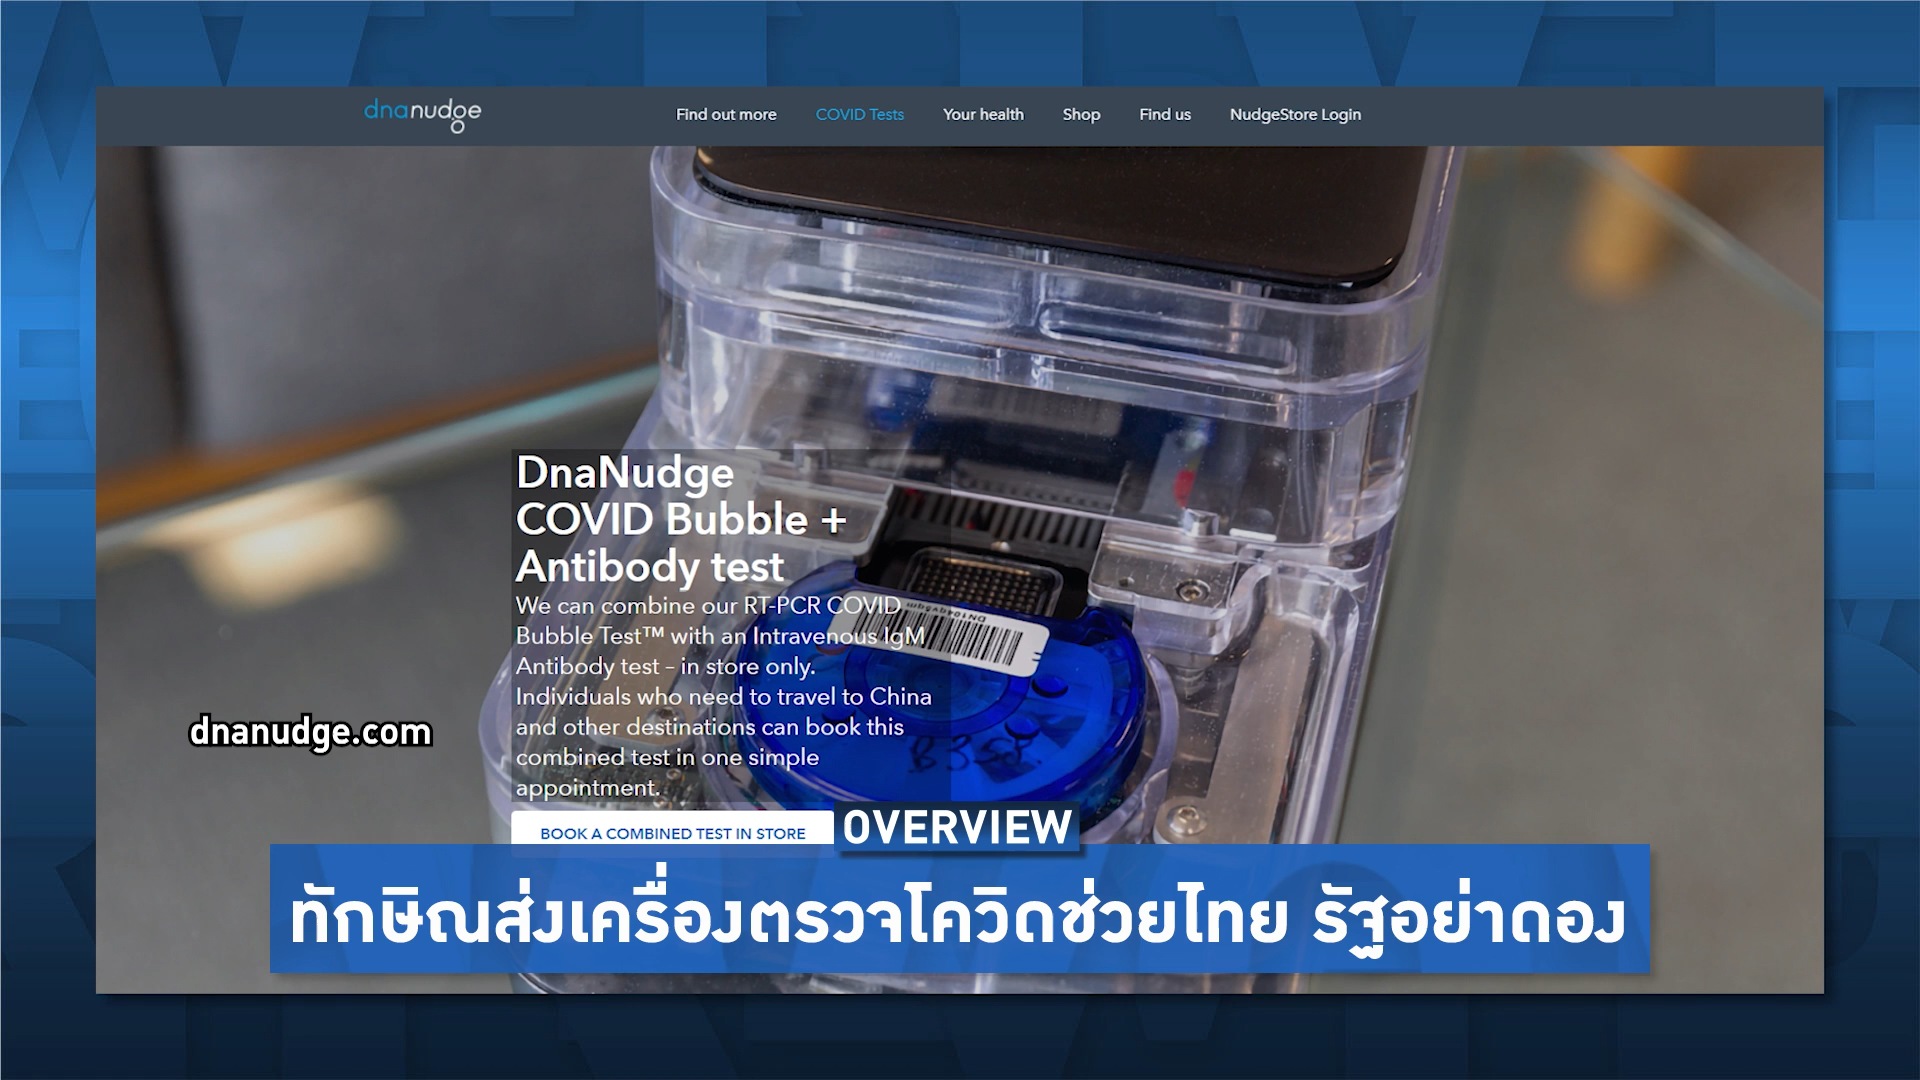 dnanudge
Find out more
COVID Tests
Your health
Shop
Find us
NudgeStore Login
DnaNudge
COVID Bubble +
Antibody test
We can combine our RT-PCR COVID
Bubble Test™ with an Intravenous IgM
Antibody test – in store only.
Individuals who need to travel to China
and other destinations can book this
combined test in one simple
appointment.
BOOK A COMBINED TEST IN STORE
dnanudge.com
OVERVIEW
ทักษิณส่งเครื่องตรวจโควิดช่วยไทย รัฐอย่าดอง